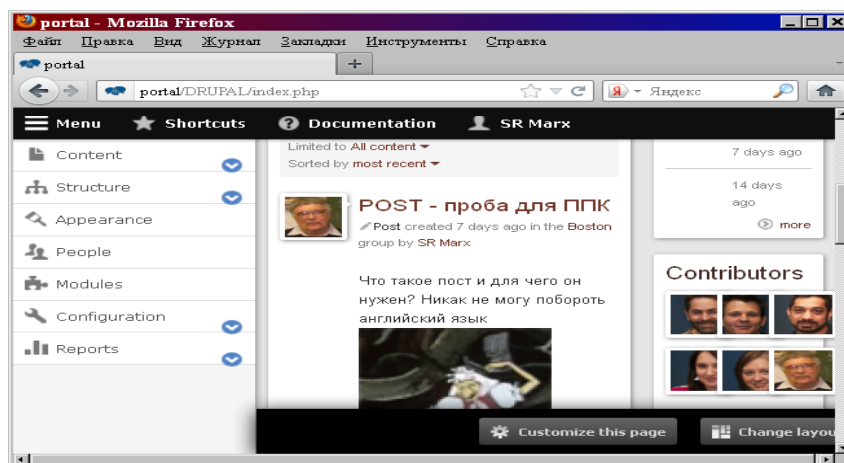 portal - Mozilla Firefox
Файл Правка Вид Журнал Закладки Инструменты Справка
portal
portal/DRUPAL/index.php
Яндекс
Menu Shortcuts Documentation SR Marx
Content
Structure
Appearance
People
Modules
Configuration
Reports
Limited to All content
Sorted by most recent
POST - проба для ППК
Post created 7 days ago in the Boston
group by SR Marx
Что такое пост и для чего он
нужен? Никак не могу побороть
английский язык
7 days ago
14 days
ago
more
Contributors
Customize this page
Change layou